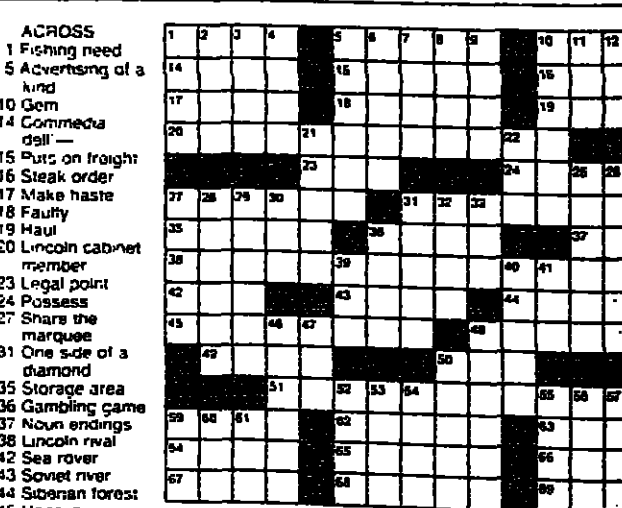 ACROSS
1 Fishing need
5 Advertising of a
kind
10 Gem
14 Commedia
dell'—
15 Puts on freight
16 Steak order
17 Make haste
18 Faulty
19 Haul
20 Lincoln cabinet
member
23 Legal point
24 Possess
27 Share the
marquee
31 One side of a
diamond
35 Storage area
36 Gambling game
37 Noun endings
38 Lincoln rival
42 Sea rover
43 Soviet river
44 Siberian forest
1 2 3 4 5 6 7 8 9 10 11 12
14 15 16
17 18 19
20 21 22
23 24 25 26
27 28 29 30 31 32 33
35 36 37
38 39 40 41
42 43 44
45 46 47 48
49 50
51 52 53 54 55 56 57
59 60 61 62 63
64 65 66
67 68 69